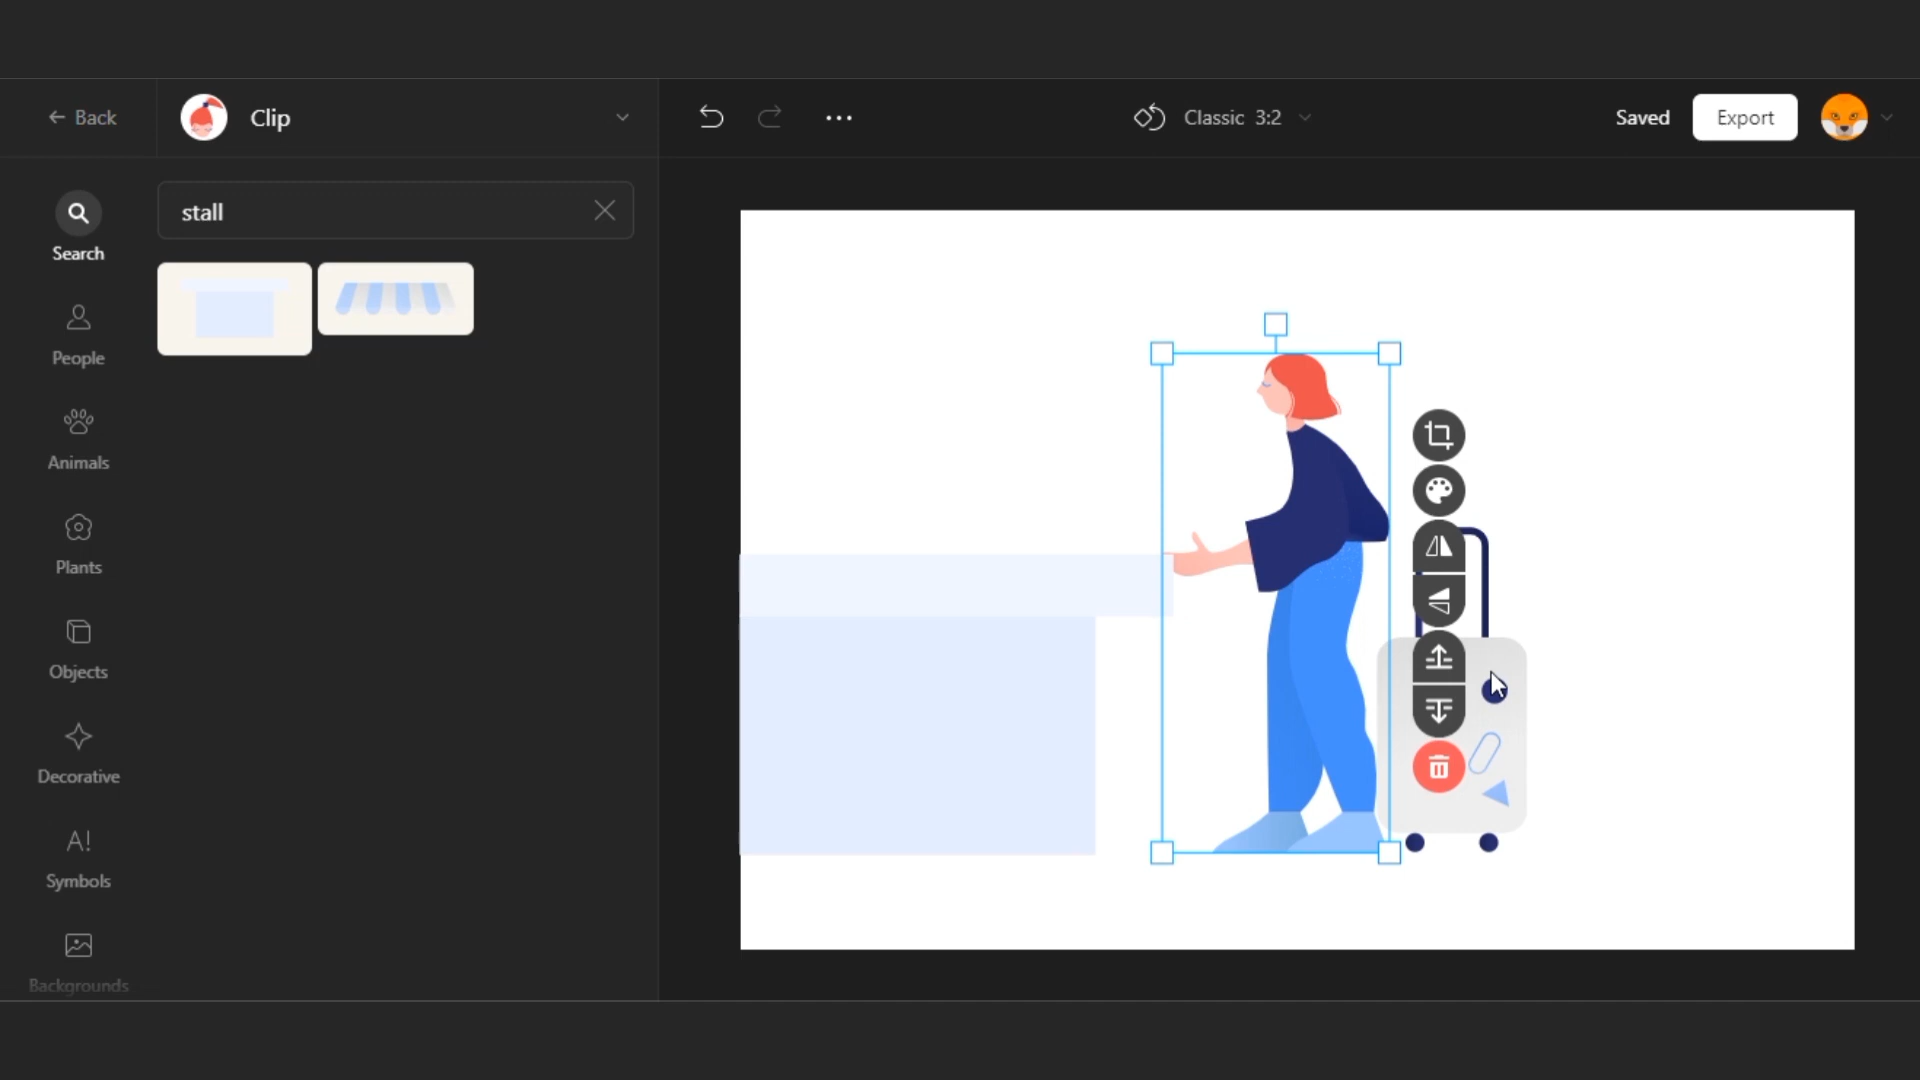 Back
Clip
Classic 3:2
Saved
Export
stall
Search
People
Animals
Plants
Objects
Decorative
A!
Symbols
Backgrounds